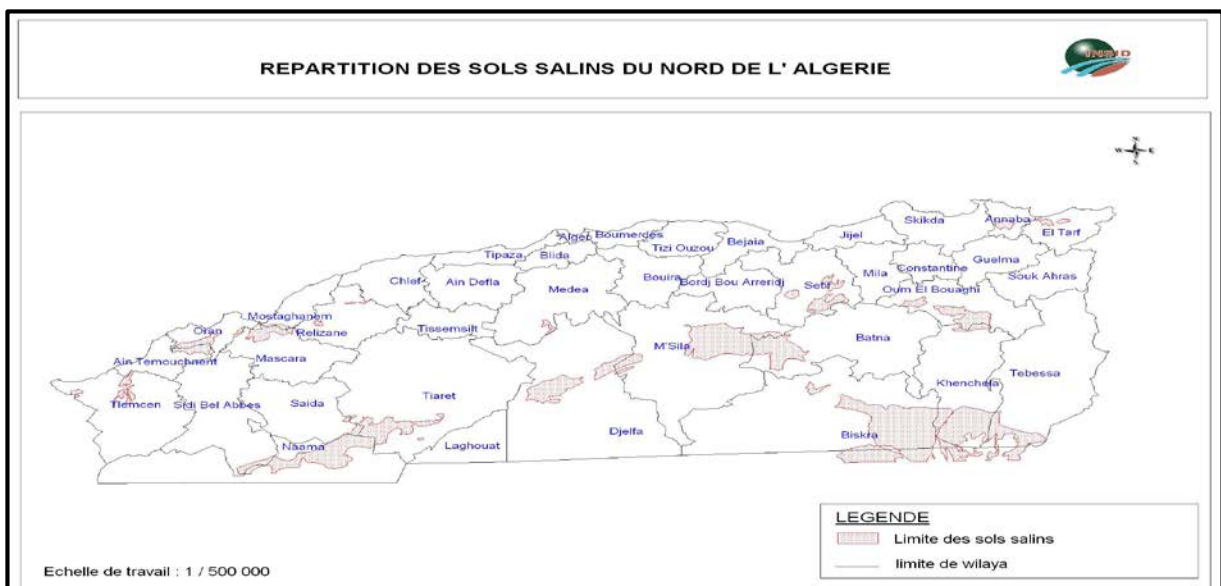 REPARTITION DES SOLS SALINS DU NORD DE L' ALGERIE
INSID
N
W E
Skikda
Annaba
El Tarf
Alger
Boumerdes
Tizi Ouzou
Bejaia
Jijel
Tipaza
Blida
Guelma
Constantine
Mila
Souk Ahras
Chlef
Ain Defla
Medea
Bouira
Bordj Bou Arreridj
Setif
Oum El Bouaghi
Mostaghanem
Oran
Relizane
Tissemsilt
M'Sila
Batna
Ain Temouchnent
Mascara
Khenchela
Tebessa
Tlemcen
Sidi Bel Abbes
Saida
Tiaret
Djelfa
Biskra
Naama
Laghouat
LEGENDE
Limite des sols salins
limite de wilaya
Echelle de travail : 1 / 500 000